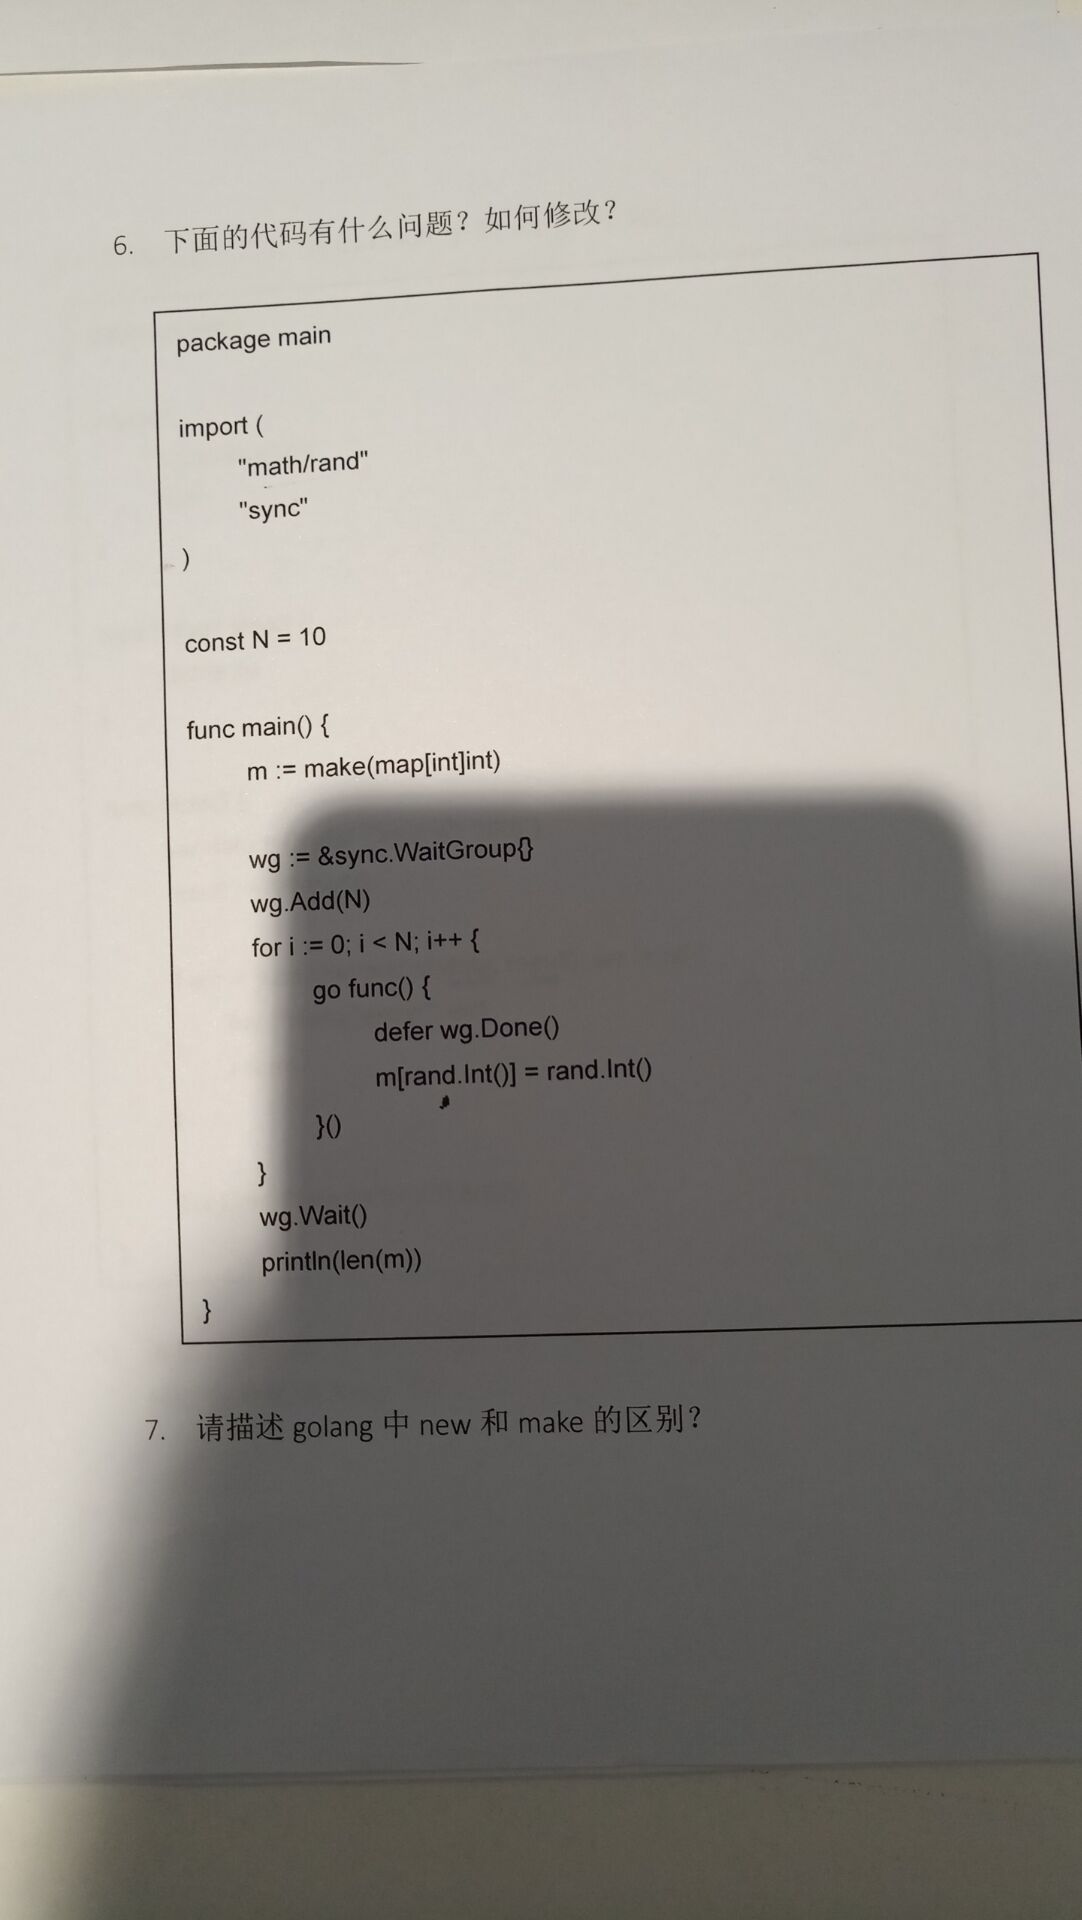 6. 下面的代码有什么问题？如何修改？
package main
import (
"math/rand"
"sync"
)
const N = 10
func main() {
m := make(map[int]int)
wg := &sync.WaitGroup{}
wg.Add(N)
for i := 0; i < N; i++ {
go func() {
defer wg.Done()
m[rand.Int()] = rand.Int()
}()
}
wg.Wait()
println(len(m))
}
7. 请描述 golang 中 new 和 make 的区别？